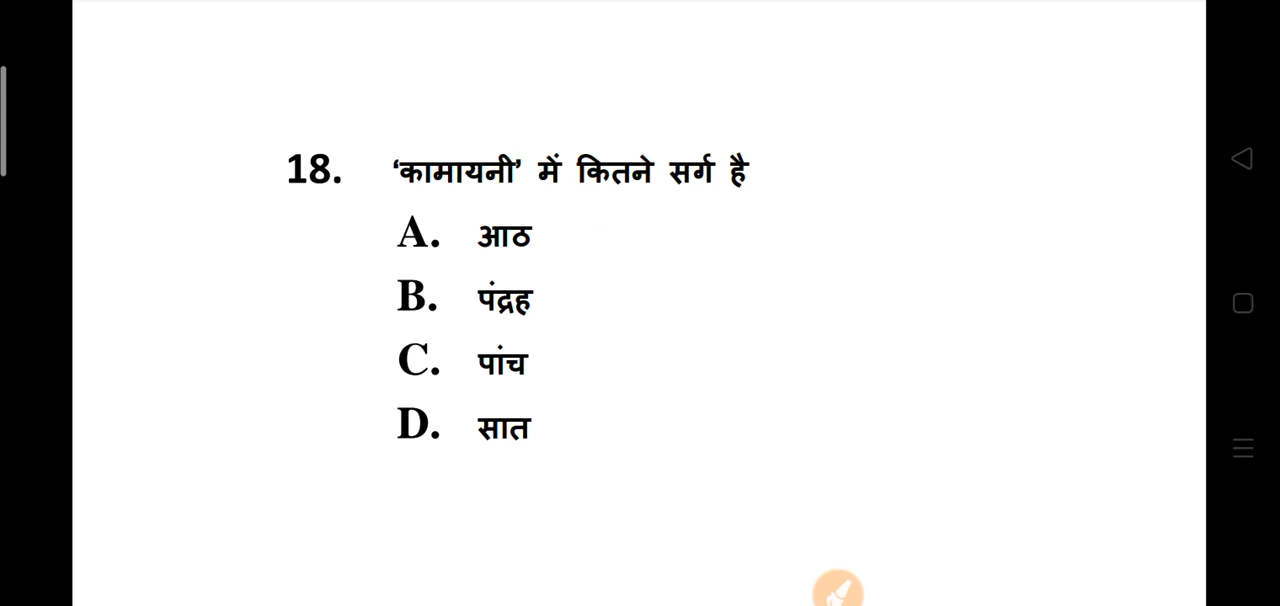 18. ‘कामायनी’ में कितने सर्ग है
A. आठ
B. पंद्रह
C. पांच
D. सात